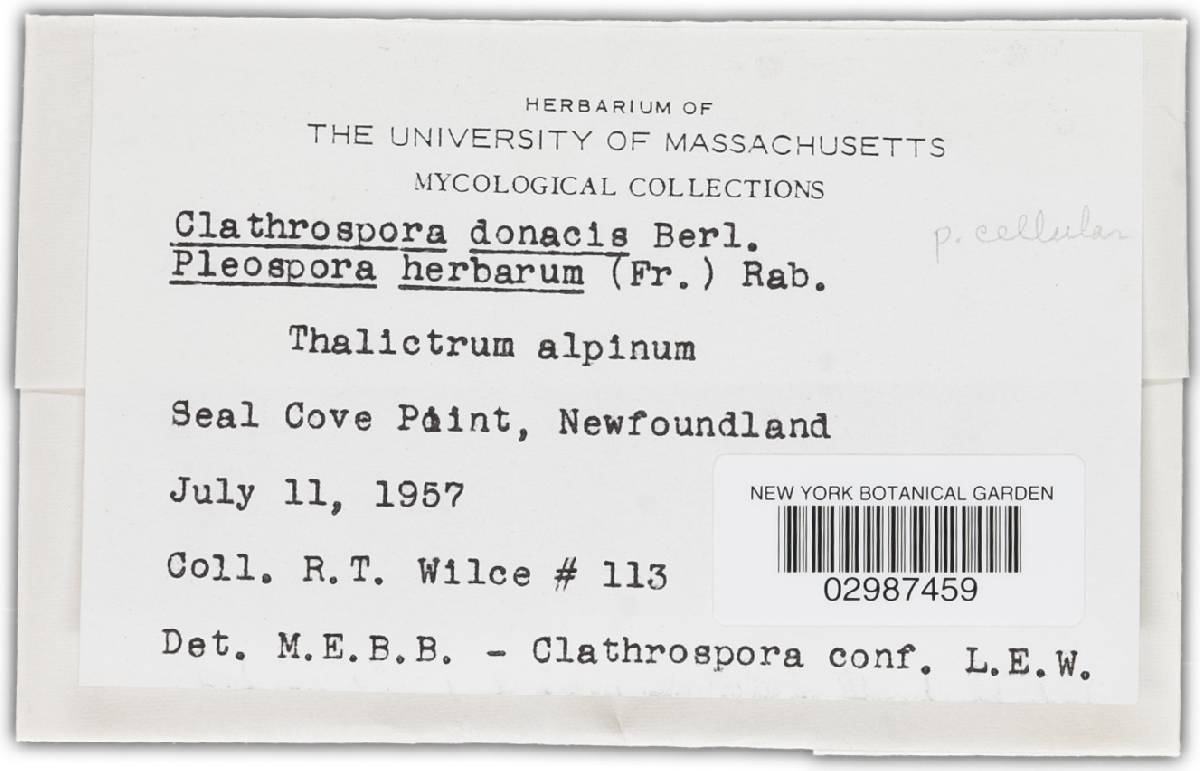 HERBARIUM OF
THE UNIVERSITY OF MASSACHUSETTS
MYCOLOGICAL COLLECTIONS
Clathrospora donacis Berl.
p. cellular
Pleospora herbarum (Fr.) Rab.
Thalictrum alpinum
Seal Cove Point, Newfoundland
July 11, 1957
NEW YORK BOTANICAL GARDEN
02987459
Coll. R.T. Wilce # 113
Det. M.E.B.B. - Clathrospora conf. L.E.W.